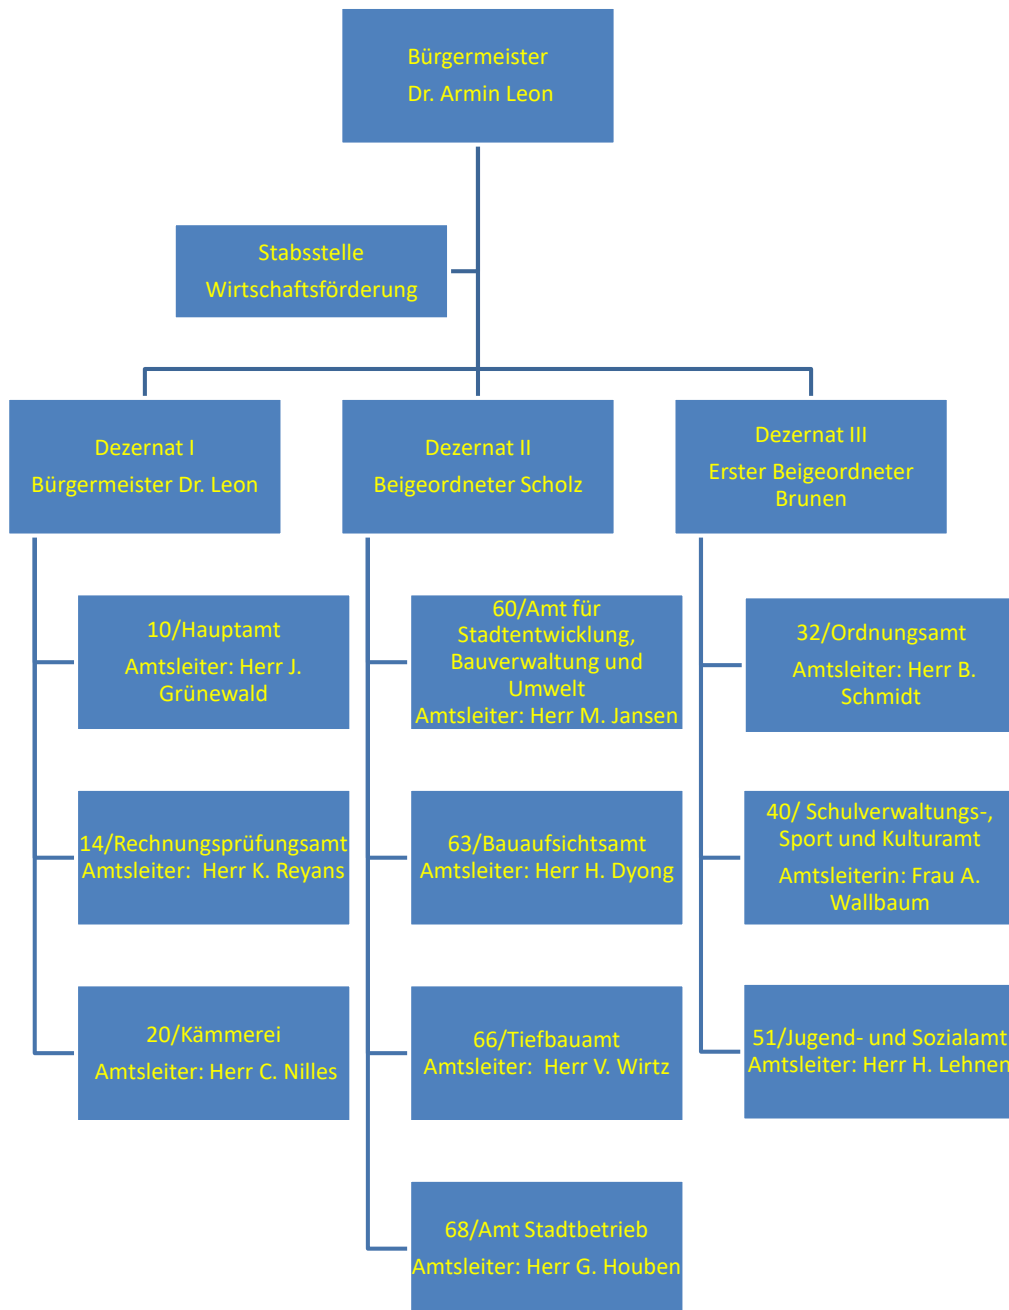 Bürgermeister
Dr. Armin Leon
Stabsstelle
Wirtschaftsförderung
Dezernat I
Bürgermeister Dr. Leon
Dezernat II
Beigeordneter Scholz
Dezernat III
Erster Beigeordneter
Brunen
10/Hauptamt
Amtsleiter: Herr J.
Grünewald
60/Amt für
Stadtentwicklung,
Bauverwaltung und
Umwelt
Amtsleiter: Herr M. Jansen
32/Ordnungsamt
Amtsleiter: Herr B.
Schmidt
14/Rechnungsprüfungsamt
Amtsleiter: Herr K. Reyans
63/Bauaufsichtsamt
Amtsleiter: Herr H. Dyong
40/ Schulverwaltungs-,
Sport und Kulturamt
Amtsleiterin: Frau A.
Wallbaum
20/Kämmerei
Amtsleiter: Herr C. Nilles
66/Tiefbauamt
Amtsleiter: Herr V. Wirtz
51/Jugend- und Sozialamt
Amtsleiter: Herr H. Lehnen
68/Amt Stadtbetrieb
Amtsleiter: Herr G. Houben